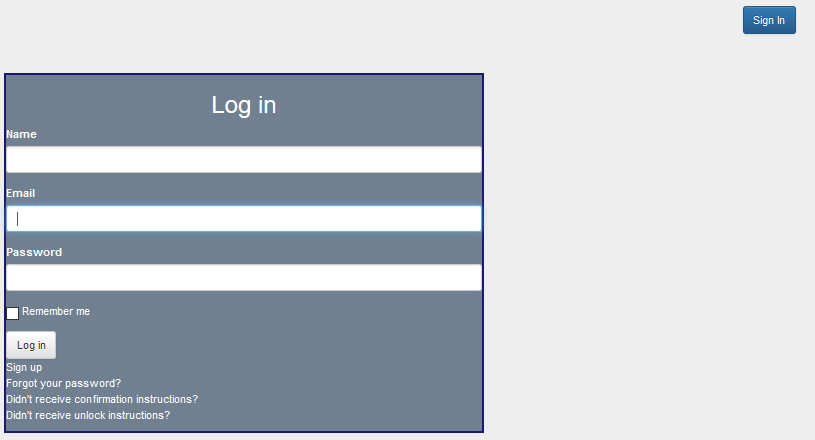 Sign In
Log in
Name
Email
Password
Remember me
Log in
Sign up
Forgot your password?
Didn't receive confirmation instructions?
Didn't receive unlock instructions?